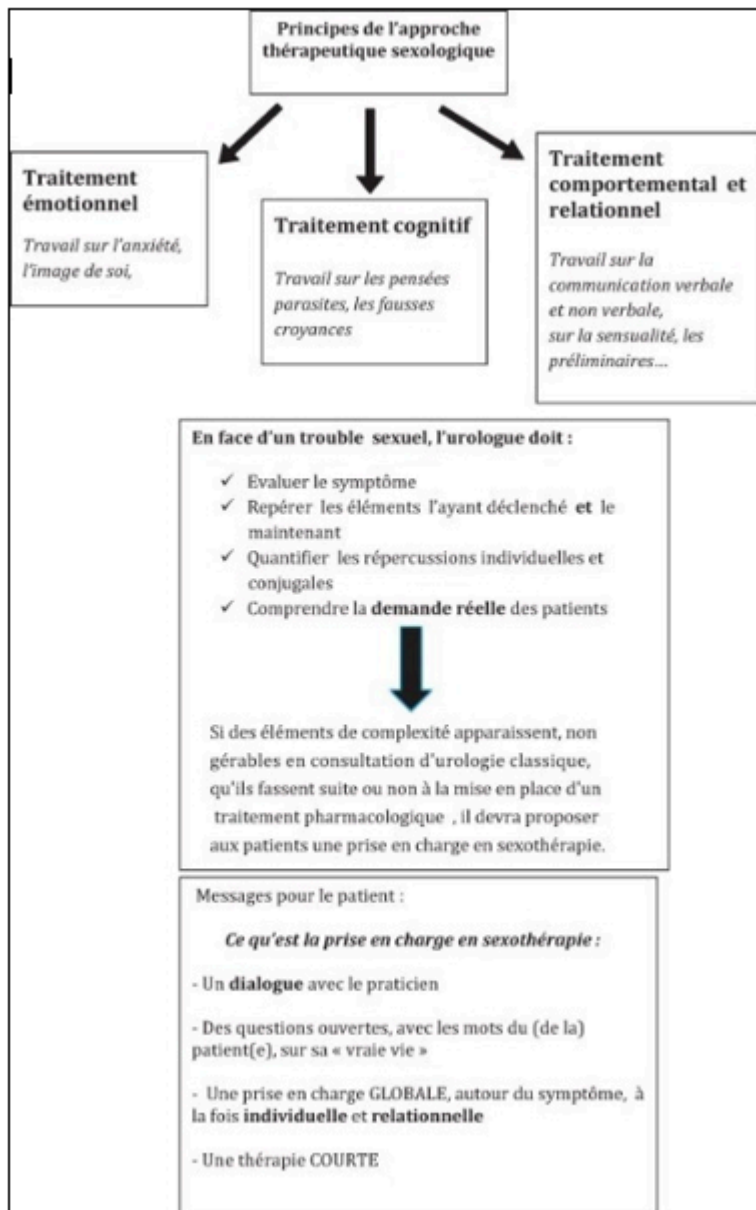 Principes de l'approche
thérapeutique sexologique
Traitement
émotionnel
Travail sur l'anxiété,
l'image de soi,
Traitement cognitif
Travail sur les pensées
parasites, les fausses
croyances
Traitement
comportemental et
relationnel
Travail sur la
communication verbale
et non verbale,
sur la sensualité, les
préliminaires...
En face d'un trouble sexuel, l'urologue doit :
✓ Evaluer le symptôme
✓ Repérer les éléments l'ayant déclenché et le
maintenant
✓ Quantifier les répercussions individuelles et
conjugales
✓ Comprendre la demande réelle des patients
Si des éléments de complexité apparaissent, non
gérables en consultation d'urologie classique,
qu'ils fassent suite ou non à la mise en place d'un
traitement pharmacologique , il devra proposer
aux patients une prise en charge en sexothérapie.
Messages pour le patient :
Ce qu'est la prise en charge en sexothérapie :
- Un dialogue avec le praticien
- Des questions ouvertes, avec les mots du (de la)
patient(e), sur sa « vraie vie »
- Une prise en charge GLOBALE, autour du symptôme, à
la fois individuelle et relationnelle
- Une thérapie COURTE